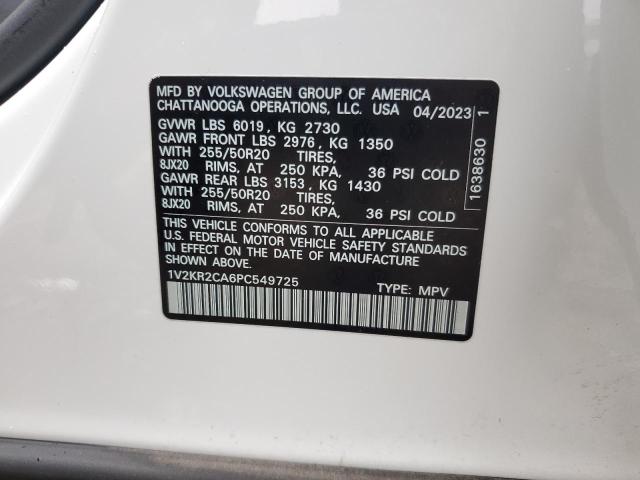 MFD BY VOLKSWAGEN GROUP OF AMERICA
CHATTANOOGA OPERATIONS, LLC. USA 04/2023
GVWR LBS 6019, KG 2730
GAWR FRONT LBS 2976, KG 1350
WITH 255/50R20 TIRES,
8JX20 RIMS, AT 250 KPA, 36 PSI COLD
GAWR REAR LBS 3153, KG 1430
WITH 255/50R20 TIRES,
8JX20 RIMS, AT 250 KPA, 36 PSI COLD
THIS VEHICLE CONFORMS TO ALL APPLICABLE
U.S. FEDERAL MOTOR VEHICLE SAFETY STANDARDS
IN EFFECT ON THE DATE OF MANUFACTURE
SHOWN ABOVE.
1V2KR2CA6PC549725 TYPE: MPV
1638630 1